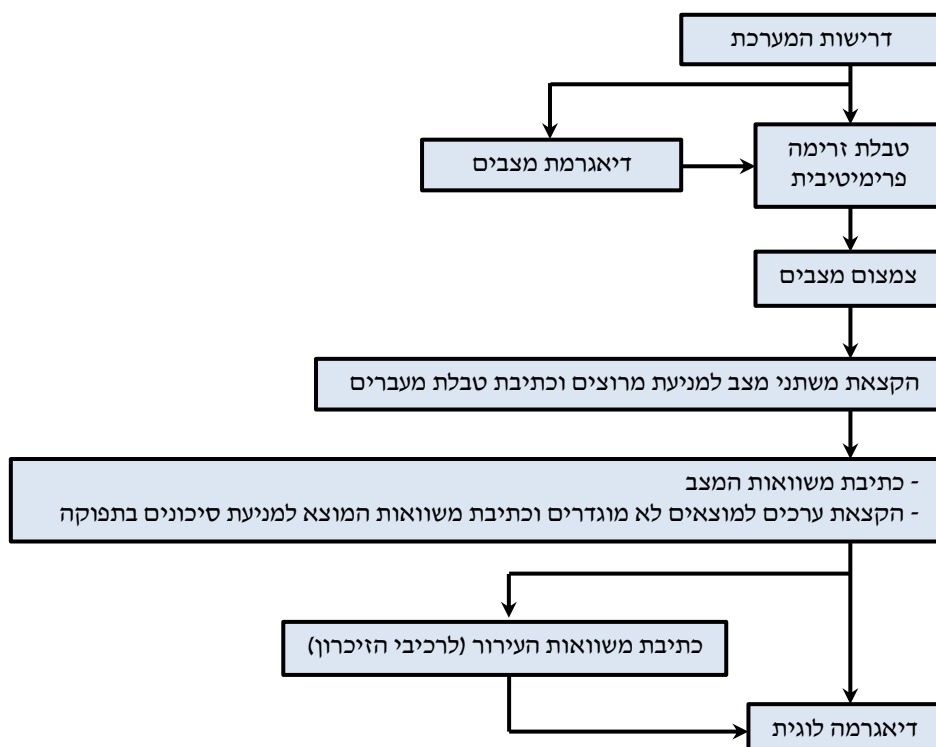 דרישות המערכת
טבלת זרימה
פרימיטיבית
דיאגרמת מצבים
צמצום מצבים
הקצאת משתני מצב למניעת מרוצים וכתיבת טבלת מעברים
- כתיבת משוואות המצב
- הקצאת ערכים למוצאים לא מוגדרים וכתיבת משוואות המוצא למניעת סיכונים בתפוקה
כתיבת משוואות העירור (לרכיבי הזיכרון)
דיאגרמה לוגית